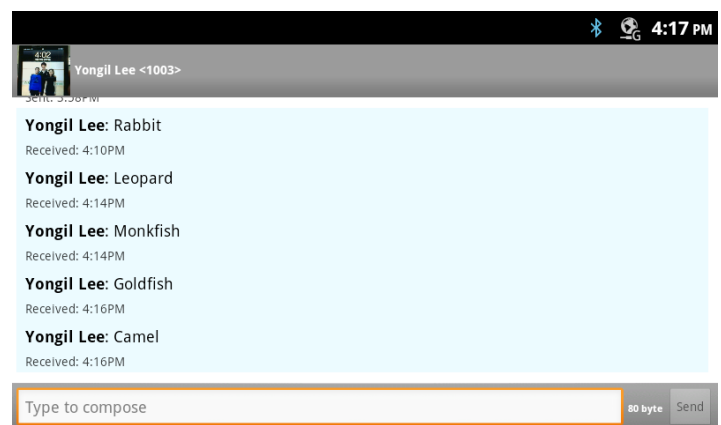 G 4:17 PM
4:02
Yongil Lee <1003>
Yongil Lee: Rabbit
Received: 4:10PM
Yongil Lee: Leopard
Received: 4:14PM
Yongil Lee: Monkfish
Received: 4:14PM
Yongil Lee: Goldfish
Received: 4:16PM
Yongil Lee: Camel
Received: 4:16PM
Type to compose
80 byte
Send